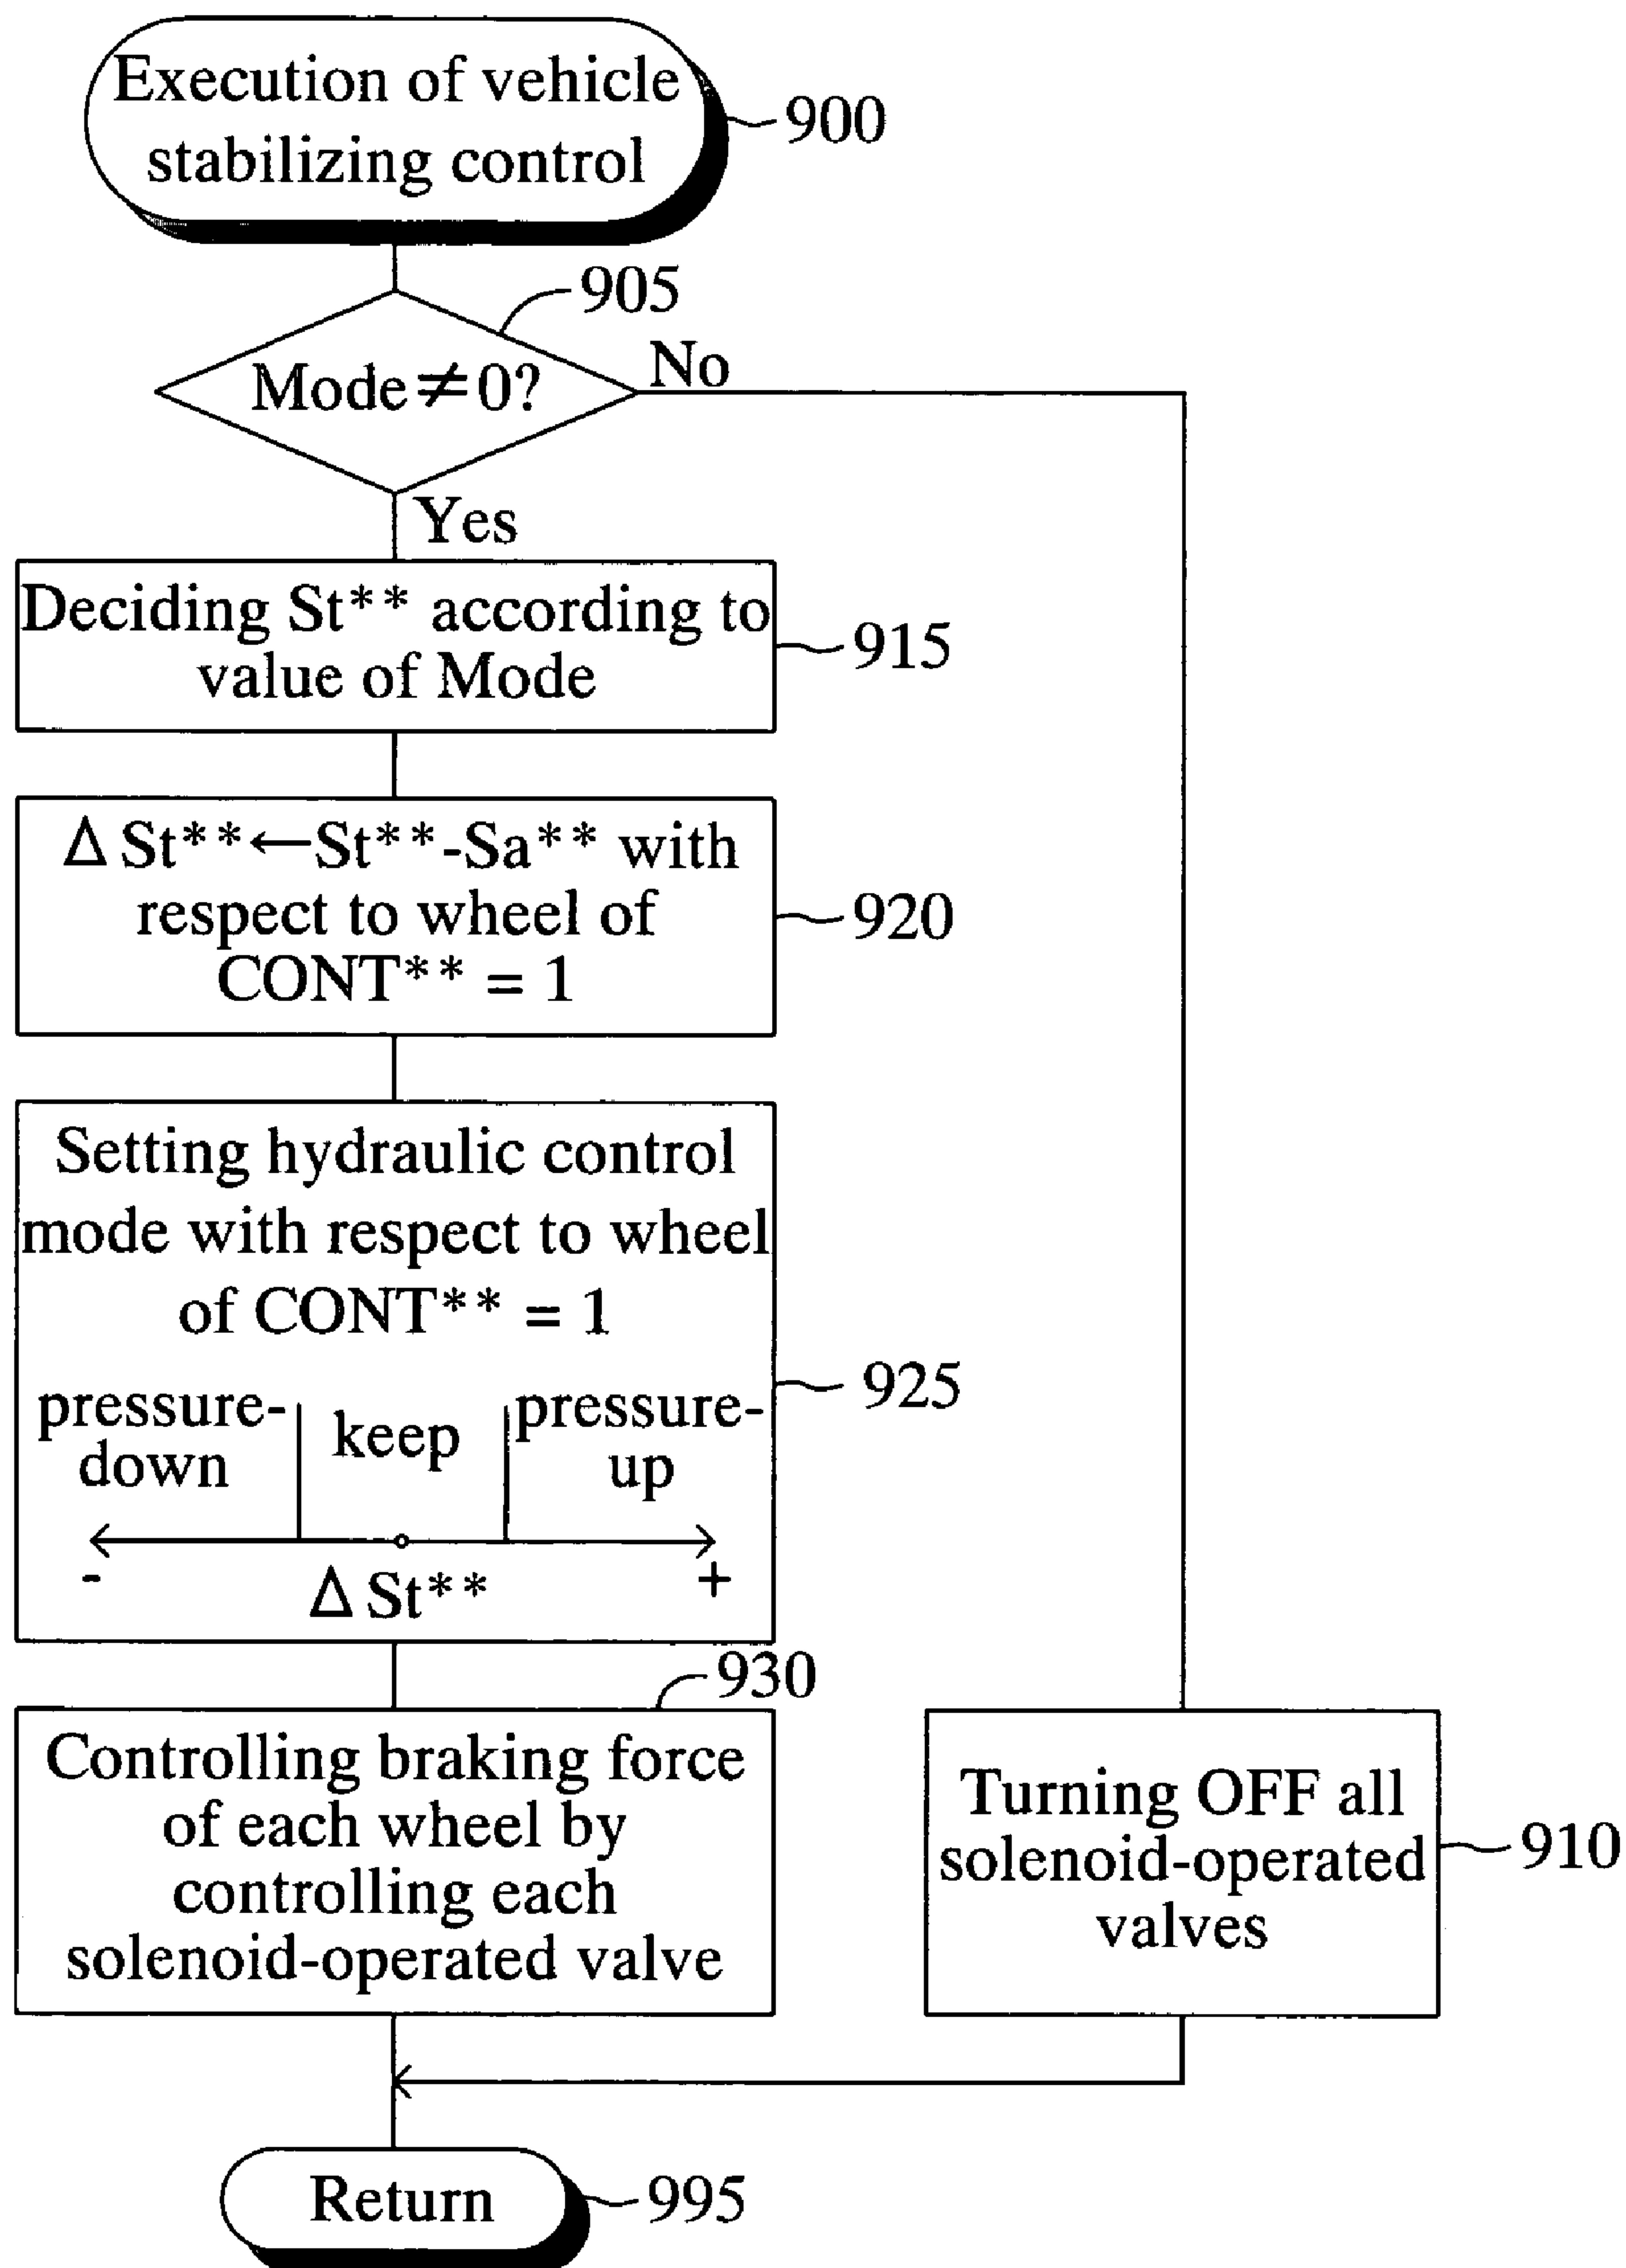 Execution of vehicle
stabilizing control
900
905
Mode≠0?
No
Yes
Deciding St** according to
value of Mode
915
Δ St**←St**-Sa** with
respect to wheel of
CONT** = 1
920
Setting hydraulic control
mode with respect to wheel
of CONT** = 1
pressure-
down
keep
pressure-
up
925
-
+
Δ St**
930
Controlling braking force
of each wheel by
controlling each
solenoid-operated valve
Turning OFF all
solenoid-operated
valves
910
Return
995